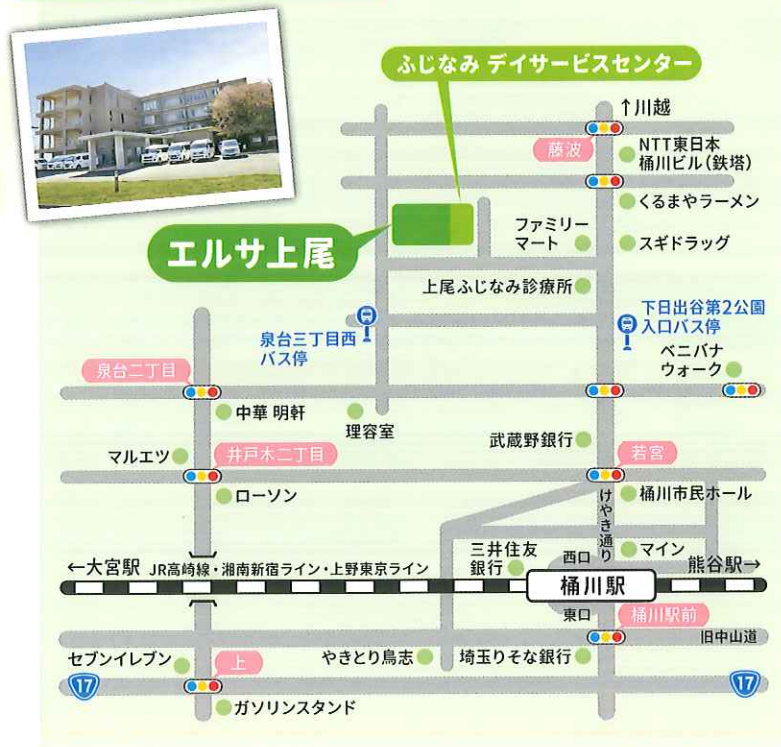 ふじなみ デイサービスセンター
↑川越
藤波
NTT東日本
桶川ビル(鉄塔)
くるまやラーメン
ファミリー
マート
スギドラッグ
エルサ上尾
上尾ふじなみ診療所
泉台三丁目西
バス停
下日出谷第2公園
入口バス停
ベニバナ
ウォーク
泉台二丁目
中華 明軒
理容室
武蔵野銀行
マルエツ
井戸木二丁目
若宮
ローソン
けやき通り
桶川市民ホール
←大宮駅
JR高崎線・湘南新宿ライン・上野東京ライン
三井住友
銀行
西口
マイン
熊谷駅→
桶川駅
東口
桶川駅前
旧中山道
セブンイレブン
上
やきとり鳥志
埼玉りそな銀行
17
17
ガソリンスタンド